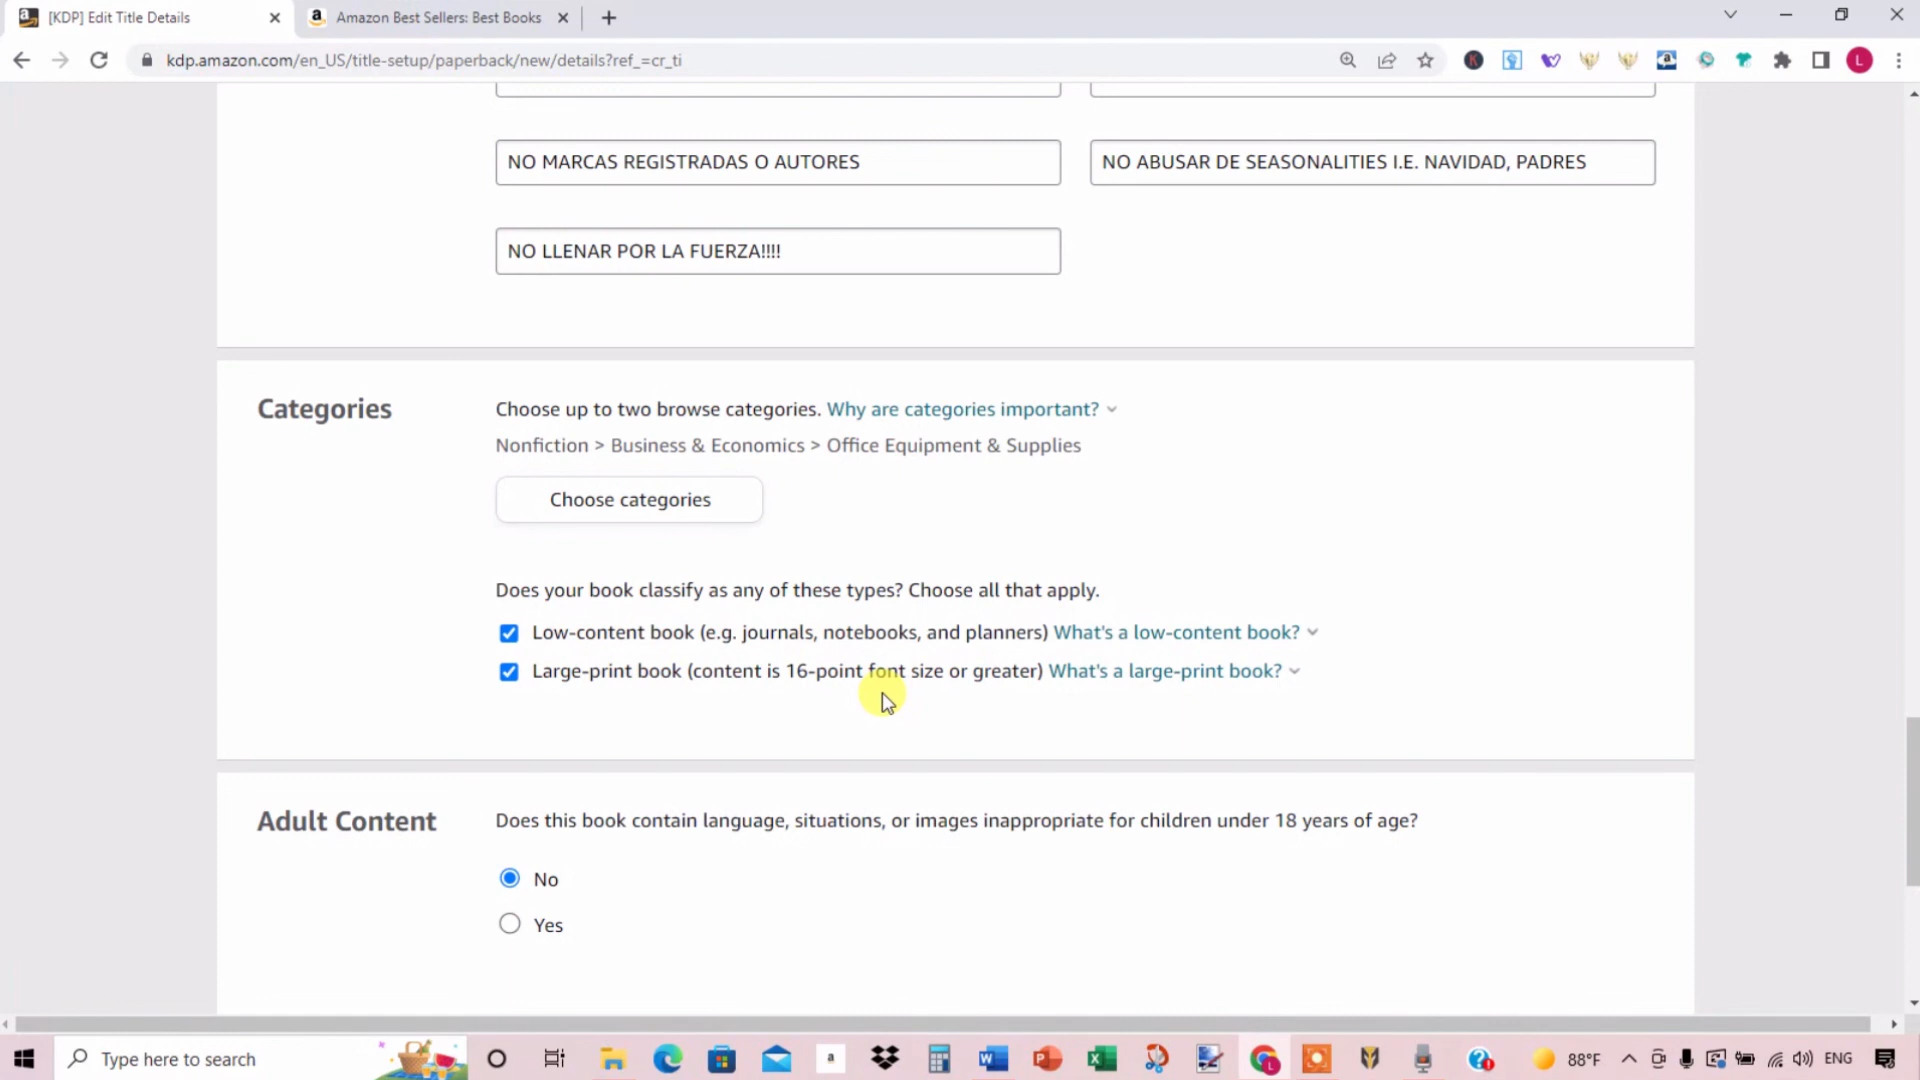 [KDP] Edit Title Details
Amazon Best Sellers: Best Books
kdp.amazon.com/en_US/title-setup/paperback/new/details?ref_=cr_ti
NO MARCAS REGISTRADAS O AUTORES
NO ABUSAR DE SEASONALITIES I.E. NAVIDAD, PADRES
NO LLENAR POR LA FUERZA!!!!
Categories
Choose up to two browse categories. Why are categories important?
Nonfiction > Business & Economics > Office Equipment & Supplies
Choose categories
Does your book classify as any of these types? Choose all that apply.
Low-content book (e.g. journals, notebooks, and planners) What's a low-content book?
Large-print book (content is 16-point font size or greater) What's a large-print book?
Adult Content
Does this book contain language, situations, or images inappropriate for children under 18 years of age?
No
Yes
Type here to search
88°F
ENG